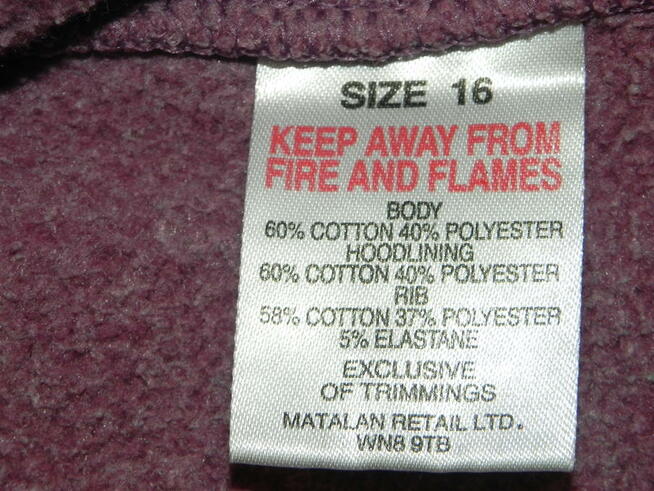 SIZE 16
KEEP AWAY FROM
FIRE AND FLAMES
BODY
60% COTTON 40% POLYESTER
HOODLINING
60% COTTON 40% POLYESTER
RIB
58% COTTON 37% POLYESTER
5% ELASTANE
EXCLUSIVE
OF TRIMMINGS
MATALAN RETAIL LTD.
WN8 9TB